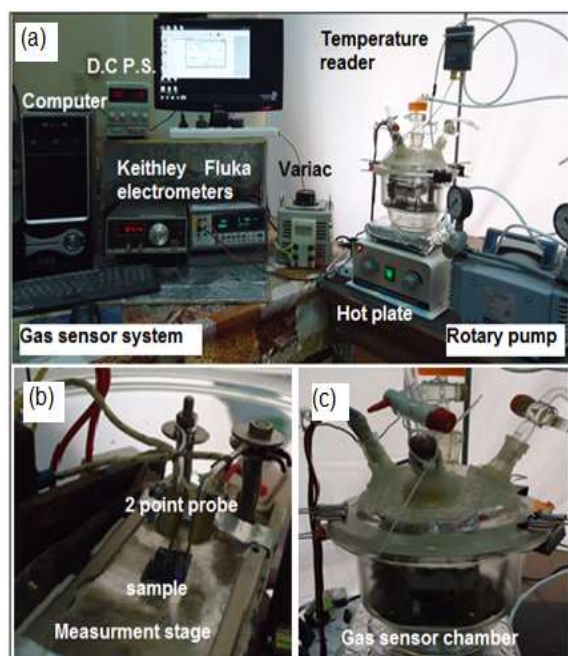 (a)
Temperature
reader
D.C P.S.
Computer
Keithley Fluka
electrometers
Variac
Hot plate
Gas sensor system
Rotary pump
(b)
2 point probe
sample
Measurment stage
(c)
Gas sensor chamber